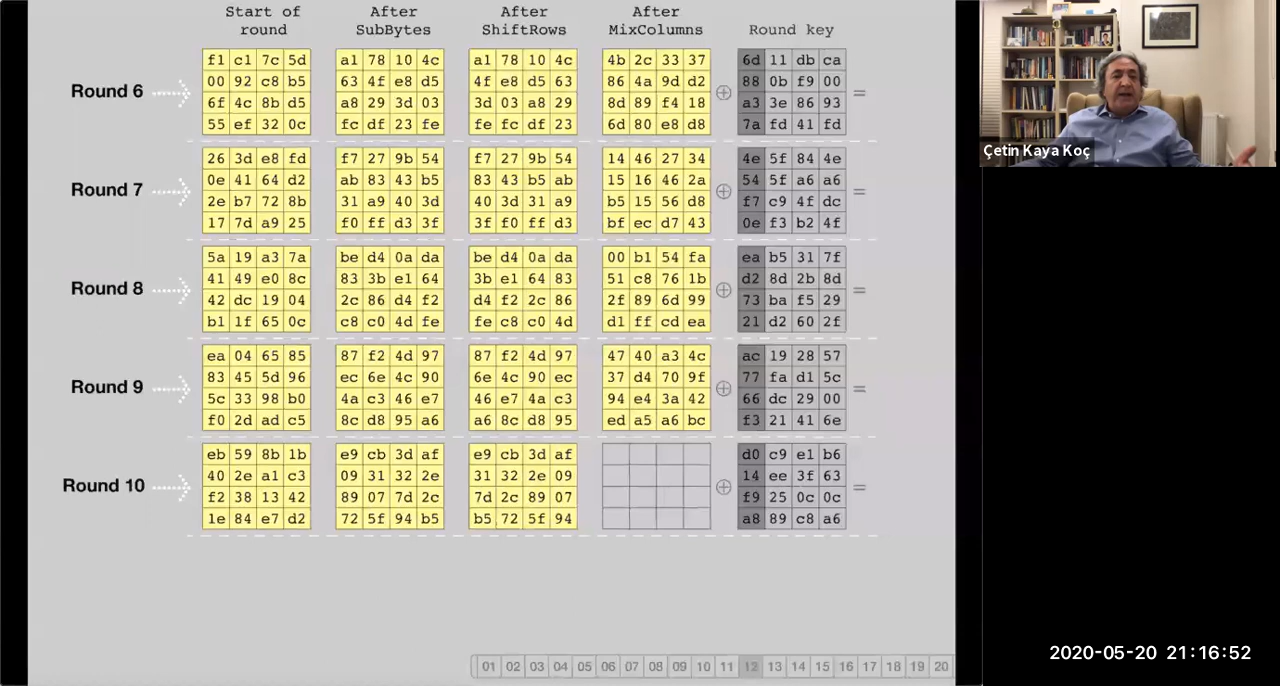 Start of After After After
round SubBytes ShiftRows MixColumns Round key
f1 c1 7c 5d a1 78 10 4c a1 78 10 4c 4b 2c 33 37 6d 11 db ca
00 92 c8 b5 63 4f e8 d5 4f e8 d5 63 86 4a 9d d2 88 0b f9 00
Round 6 ⊕ =
6f 4c 8b d5 a8 29 3d 03 3d 03 a8 29 8d 89 f4 18 a3 3e 86 93
55 ef 32 0c fc df 23 fe fe fc df 23 6d 80 e8 d8 7a fd 41 fd
26 3d e8 fd f7 27 9b 54 f7 27 9b 54 14 46 27 34 4e 5f 84 4e
0e 41 64 d2 ab 83 43 b5 83 43 b5 ab 15 16 46 2a 54 5f a6 a6
Round 7 ⊕ =
2e b7 72 8b 31 a9 40 3d 40 3d 31 a9 b5 15 56 d8 f7 c9 4f dc
17 7d a9 25 f0 ff d3 3f 3f f0 ff d3 bf ec d7 43 0e f3 b2 4f
5a 19 a3 7a be d4 0a da be d4 0a da 00 b1 54 fa ea b5 31 7f
41 49 e0 8c 83 3b e1 64 3b e1 64 83 51 c8 76 1b d2 8d 2b 8d
Round 8 ⊕ =
42 dc 19 04 2c 86 d4 f2 d4 f2 2c 86 2f 89 6d 99 73 ba f5 29
b1 1f 65 0c c8 c0 4d fe fe c8 c0 4d d1 ff cd ea 21 d2 60 2f
ea 04 65 85 87 f2 4d 97 87 f2 4d 97 47 40 a3 4c ac 19 28 57
83 45 5d 96 ec 6e 4c 90 6e 4c 90 ec 37 d4 70 9f 77 fa d1 5c
Round 9 ⊕ =
5c 33 98 b0 4a c3 46 e7 46 e7 4a c3 94 e4 3a 42 66 dc 29 00
f0 2d ad c5 8c d8 95 a6 a6 8c d8 95 ed a5 a6 bc f3 21 41 6e
eb 59 8b 1b e9 cb 3d af e9 cb 3d af d0 c9 e1 b6
40 2e a1 c3 09 31 32 2e 31 32 2e 09 14 ee 3f 63
Round 10 ⊕ =
f2 38 13 42 89 07 7d 2c 7d 2c 89 07 f9 25 0c 0c
1e 84 e7 d2 72 5f 94 b5 b5 72 5f 94 a8 89 c8 a6
01 02 03 04 05 06 07 08 09 10 11 12 13 14 15 16 17 18 19 20
Çetin Kaya Koç
2020-05-20 21:16:52